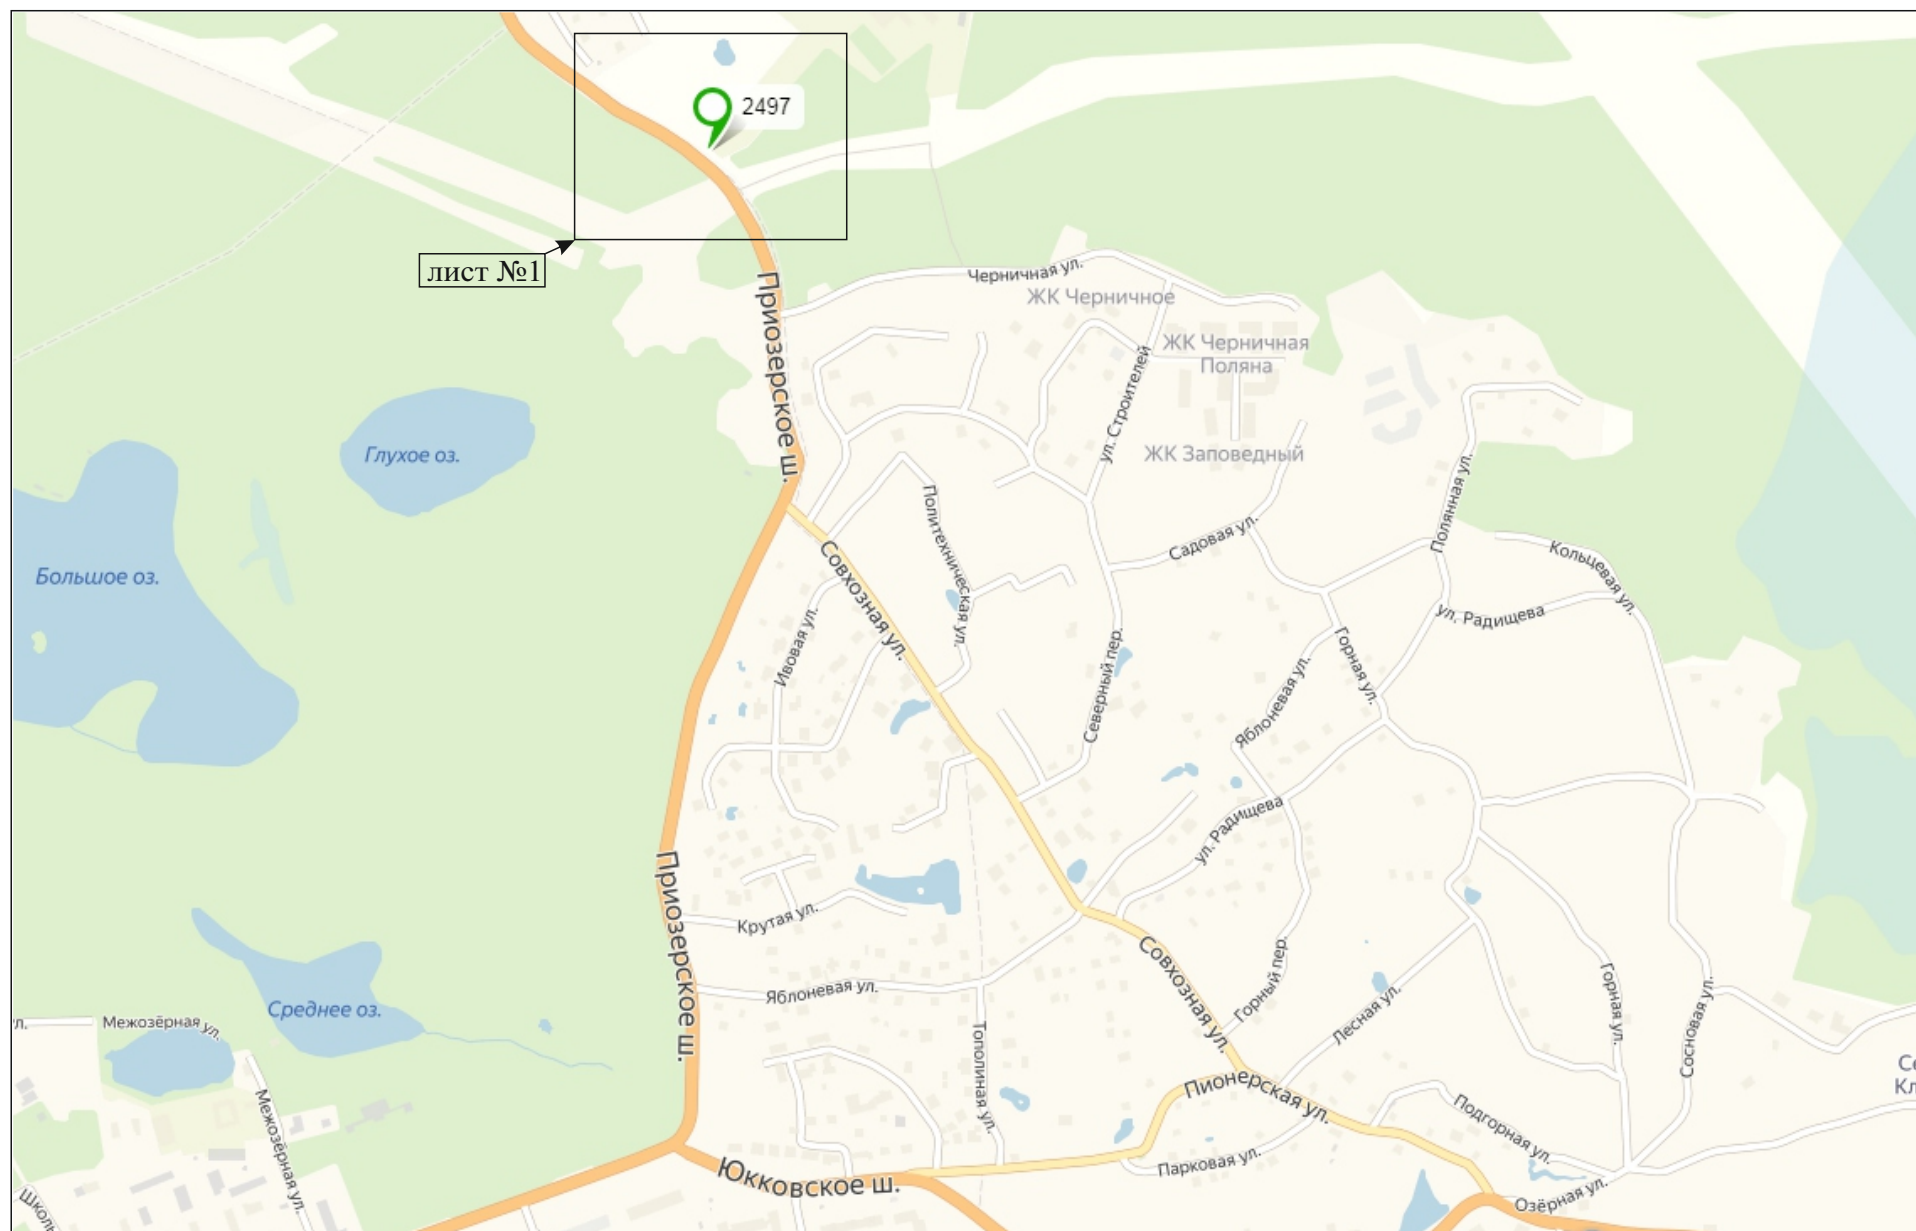 2497
лист №1
Черничная ул.
ЖК Черничное
Приозерское ш.
ЖК Черничная
Поляна
ул. Строителей
Глухое оз.
ЖК Заповедный
Полянная ул.
Политехническая ул.
Садовая ул.
Кольцевая ул.
Большое оз.
Совхозная ул.
ул. Радищева
Ивовая ул.
Северный пер.
Горная ул.
Яблоневая ул.
ул. Радищева
Приозерское ш.
Крутая ул.
Совхозная ул.
Горный пер.
Горная ул.
Яблоневая ул.
Лесная ул.
Сосновая ул.
Среднее оз.
л.
Межозёрная ул.
Тополиная ул.
Се
Кл
Пионерская ул.
Межозёрная ул.
Подгорная ул.
Парковая ул.
Юкковское ш.
Озёрная ул.
Школь